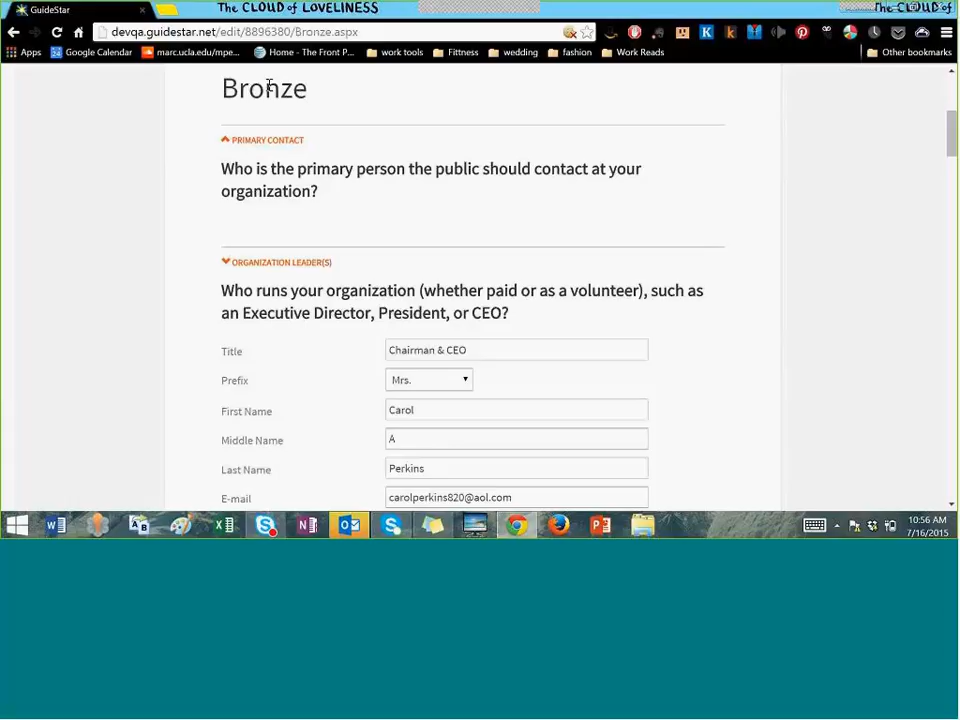 The CLOUD of LOVELINESS
The CLOUD of
GuideStar
devqa.guidestar.net/edit/8896380/Bronze.aspx
Apps Google Calendar marc.ucla.edu/mpe... Home - The Front P... work tools Fittness wedding fashion Work Reads Other bookmarks
Bronze
PRIMARY CONTACT
Who is the primary person the public should contact at your
organization?
ORGANIZATION LEADER(S)
Who runs your organization (whether paid or as a volunteer), such as
an Executive Director, President, or CEO?
Title Chairman & CEO
Prefix Mrs.
First Name Carol
Middle Name A
Last Name Perkins
E-mail carolperkins820@aol.com
10:56 AM
7/16/2015